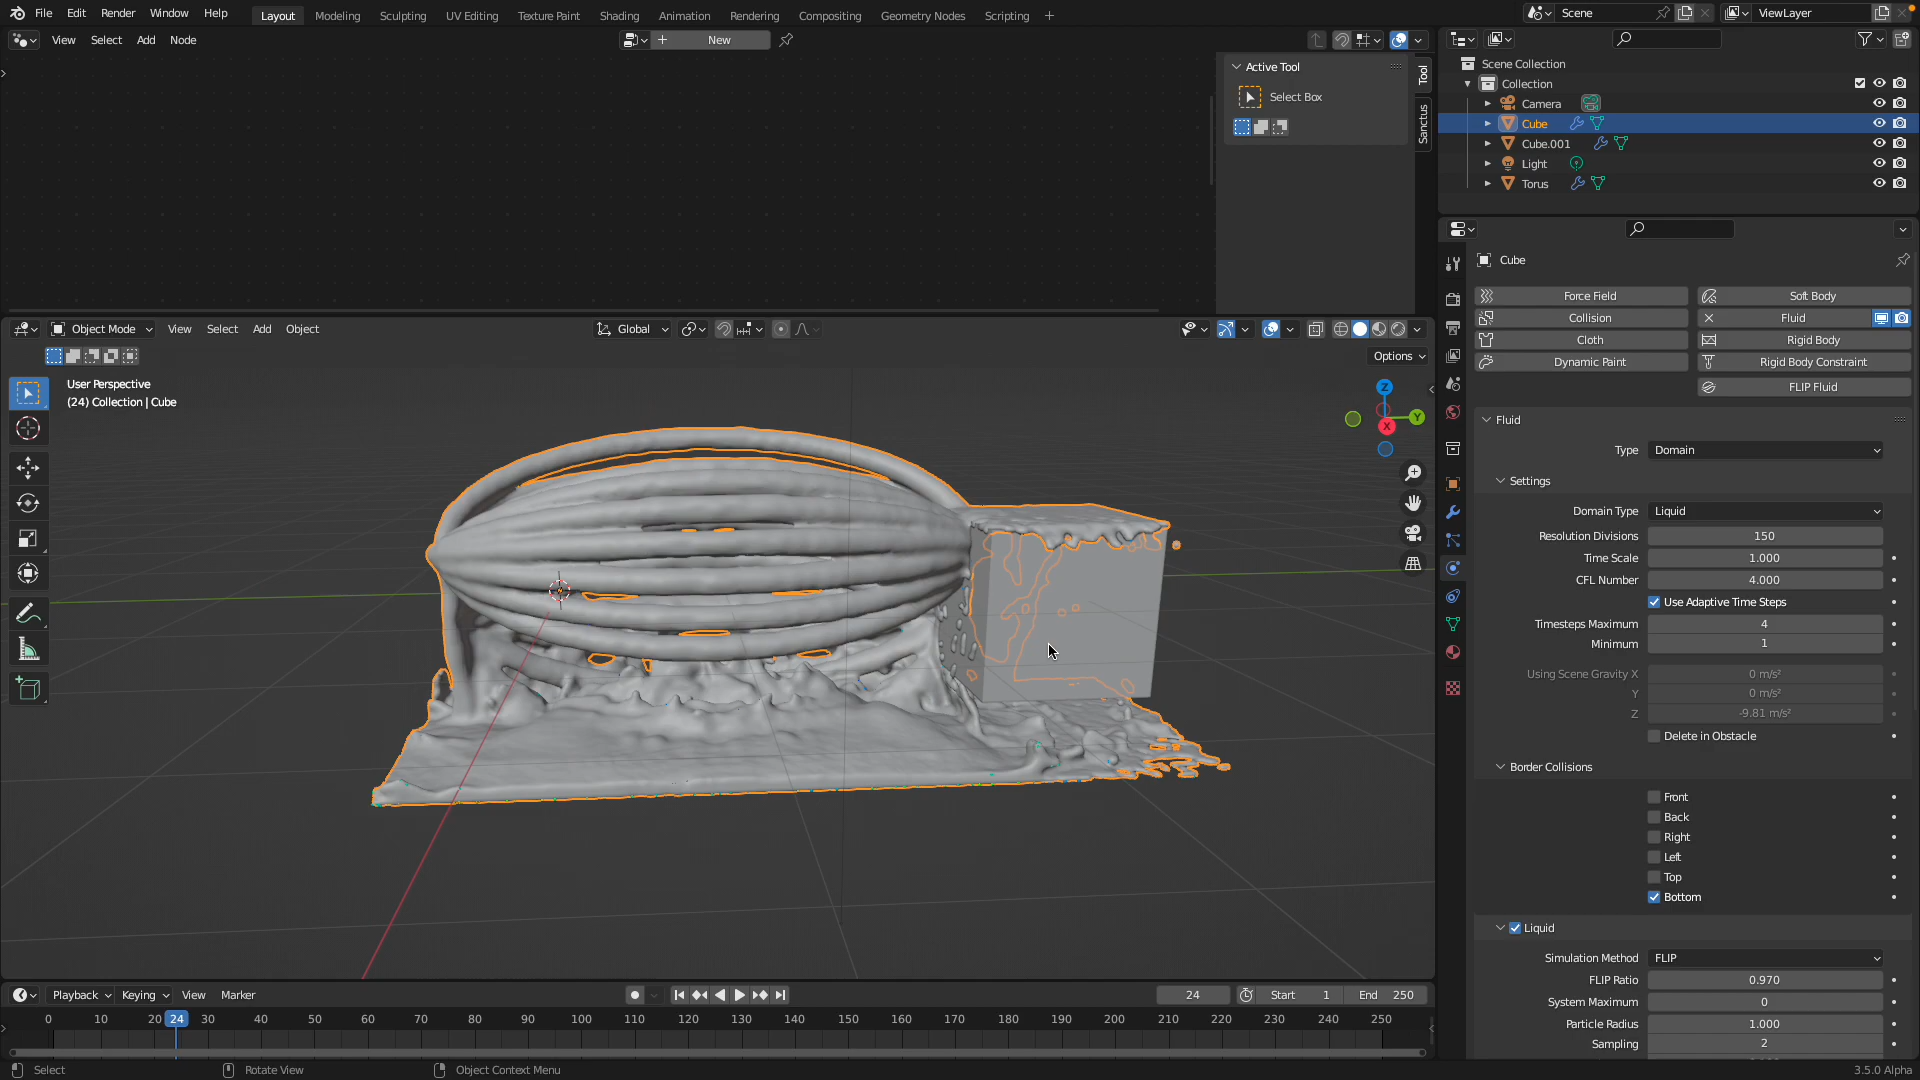 File Edit Render Window Help Layout Modeling Sculpting UV Editing Texture Paint Shading Animation Rendering Compositing Geometry Nodes Scripting + Scene ViewLayer
View Select Add Node + New
Active Tool
Select Box
Tool
Sanctus
Scene Collection
Collection
Camera
Cube
Cube.001
Light
Torus
Object Mode View Select Add Object Global
Options
User Perspective
(24) Collection | Cube
Z
Y
X
Cube
Force Field Soft Body
Collision Fluid
Cloth Rigid Body
Dynamic Paint Rigid Body Constraint
FLIP Fluid
Fluid
Type Domain
Settings
Domain Type Liquid
Resolution Divisions 150
Time Scale 1.000
CFL Number 4.000
Use Adaptive Time Steps
Timesteps Maximum 4
Minimum 1
Using Scene Gravity X 0 m/s²
Y 0 m/s²
Z -9.81 m/s²
Delete in Obstacle
Border Collisions
Front
Back
Right
Left
Top
Bottom
Liquid
Simulation Method FLIP
FLIP Ratio 0.970
System Maximum 0
Particle Radius 1.000
Sampling 2
Playback Keying View Marker 24 Start 1 End 250
0 10 20 24 30 40 50 60 70 80 90 100 110 120 130 140 150 160 170 180 190 200 210 220 230 240 250
Select Rotate View Object Context Menu 3.5.0 Alpha